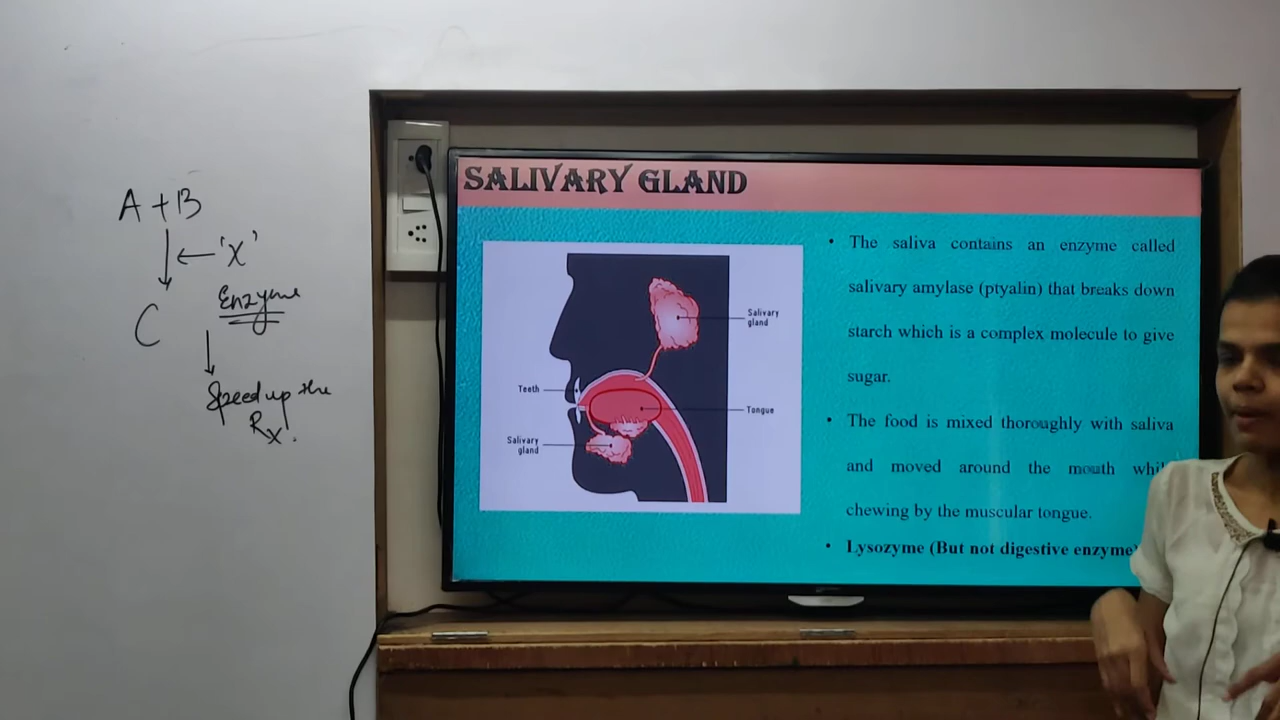 A + B
← 'X'
C
Enzyme
Speed up the
Rx.
SALIVARY GLAND
Salivary
gland
Teeth
Tongue
Salivary
gland
• The saliva contains an enzyme called
salivary amylase (ptyalin) that breaks down
starch which is a complex molecule to give
sugar.
• The food is mixed thoroughly with saliva
and moved around the mouth whil
chewing by the muscular tongue.
• Lysozyme (But not digestive enzyme)